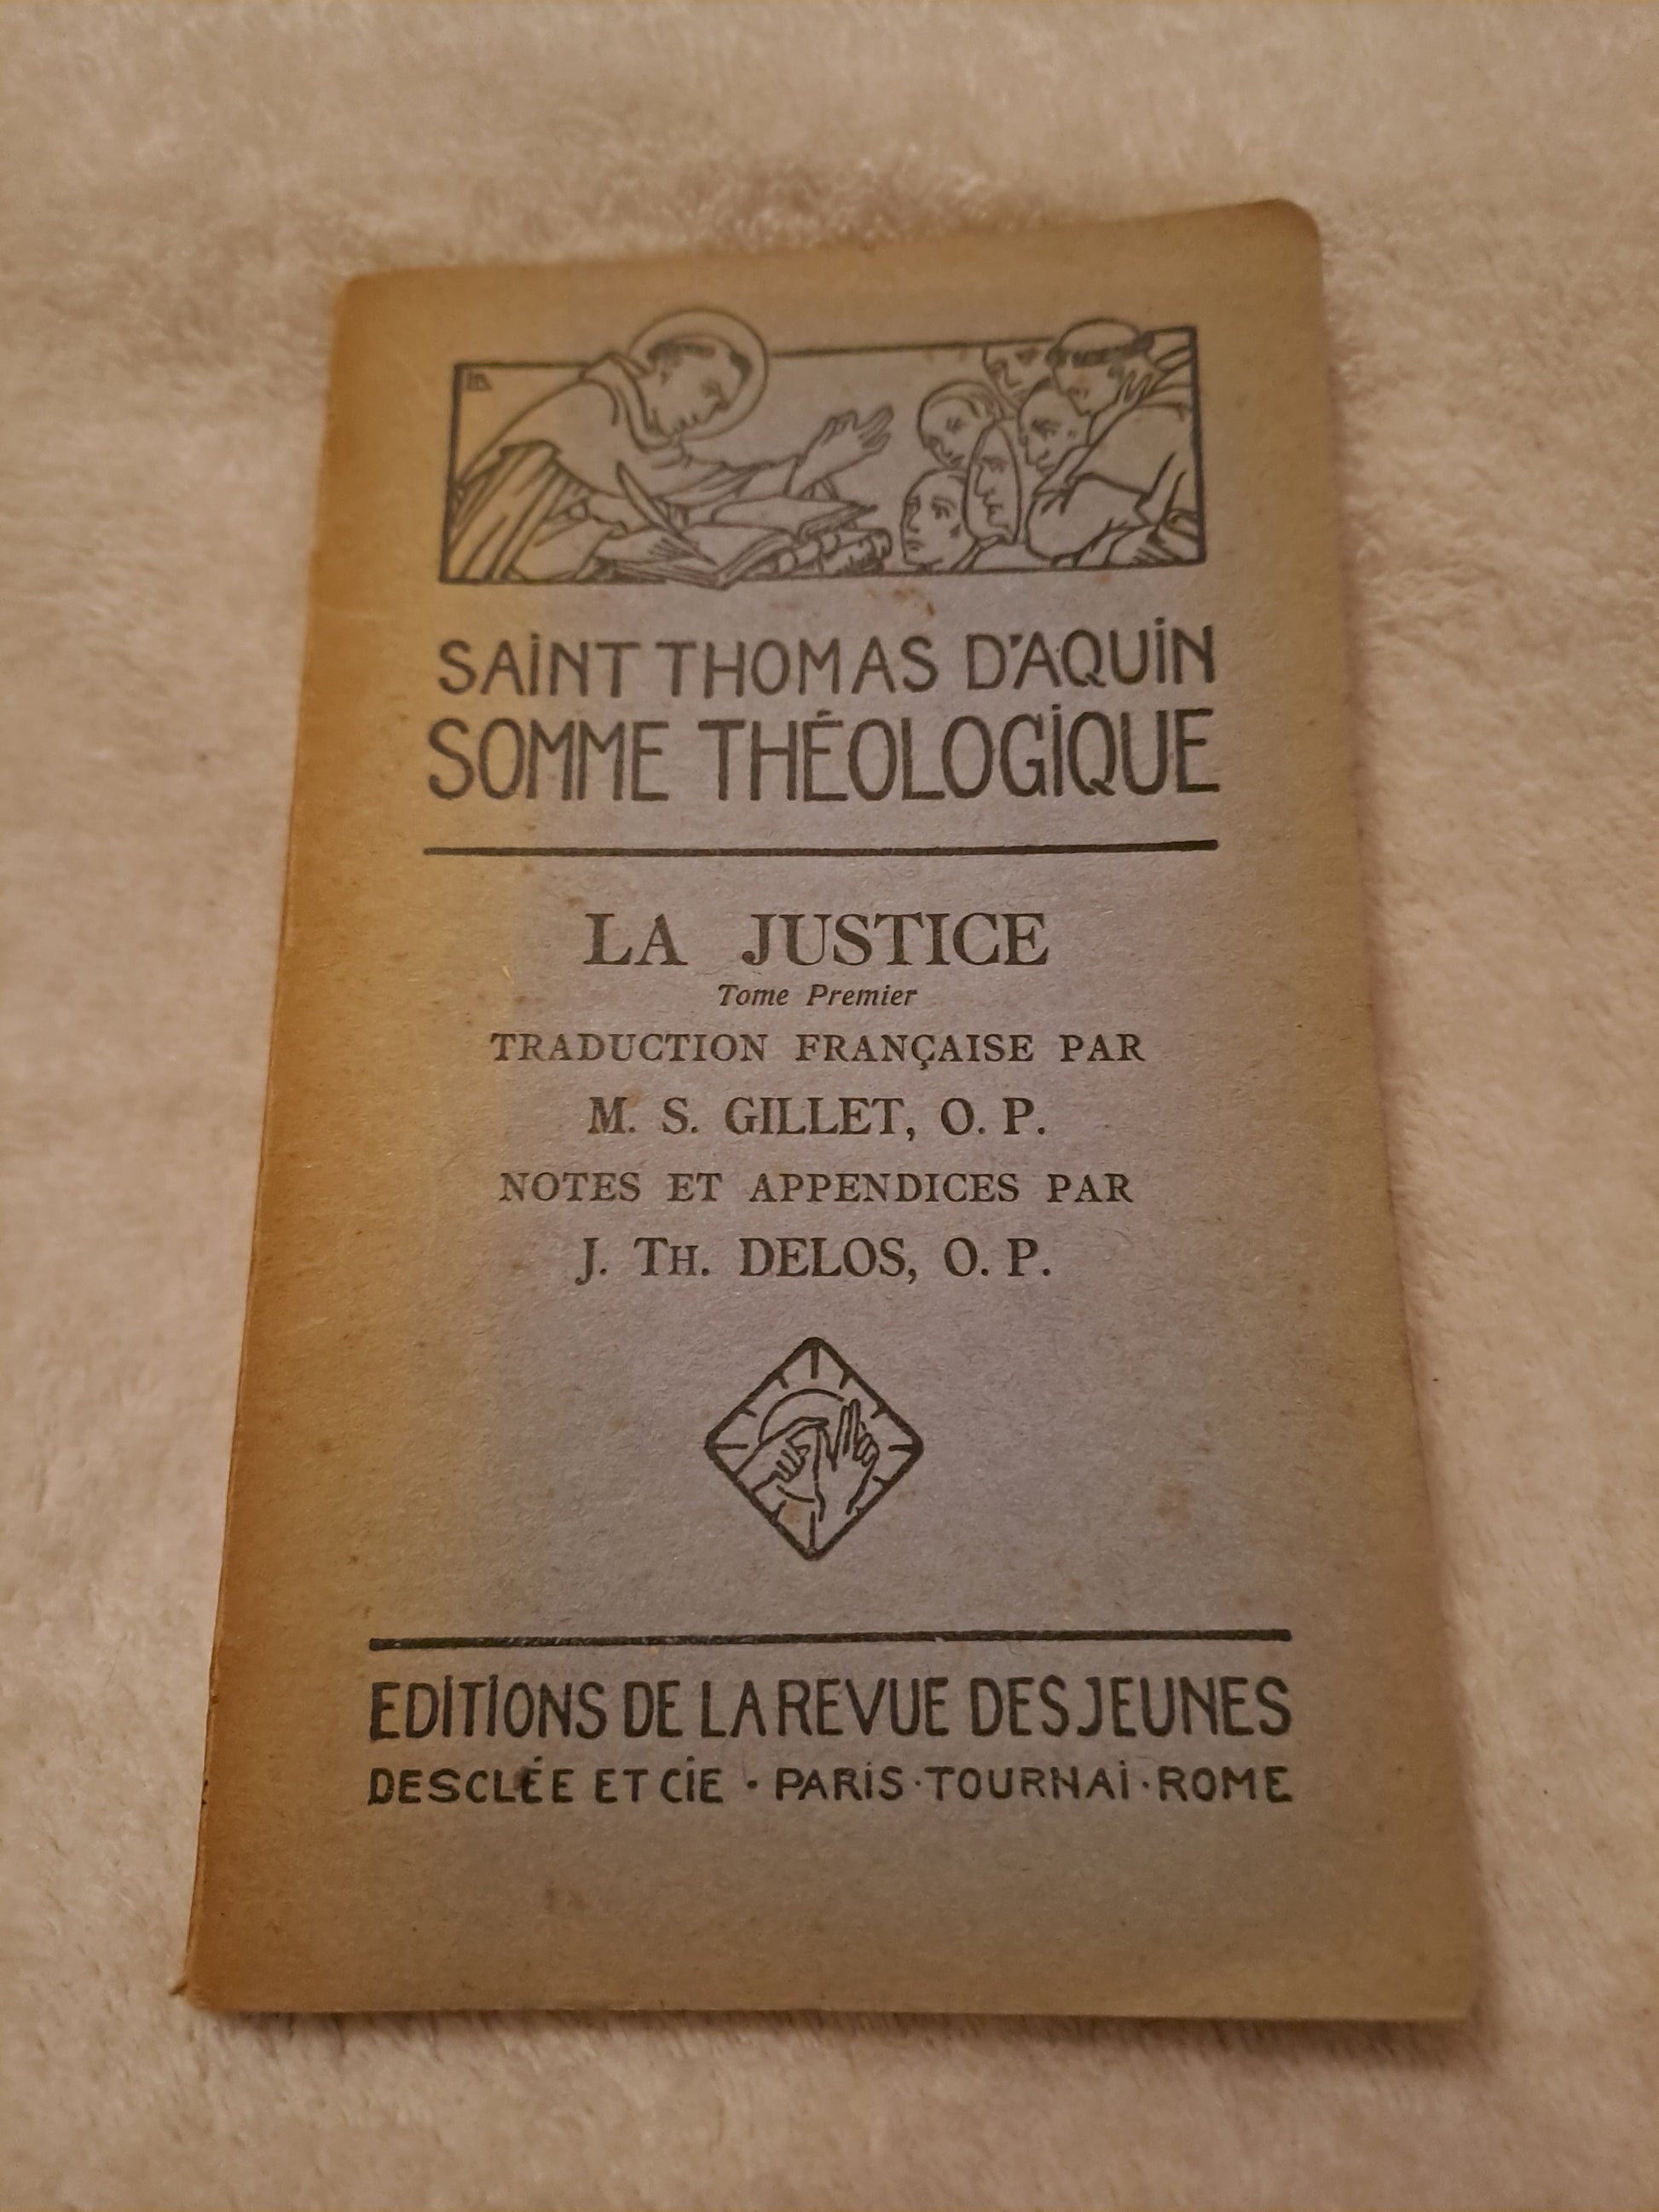 SAINT THOMAS D'AQUIN
SOMME THÉOLOGIQUE
LA JUSTICE
Tome Premier
TRADUCTION FRANÇAISE PAR
M. S. GILLET, O. P.
NOTES ET APPENDICES PAR
J. TH. DELOS, O. P.
EDITIONS DE LA REVUE DES JEUNES
DESCLÉE ET CIE · PARIS · TOURNAI · ROME